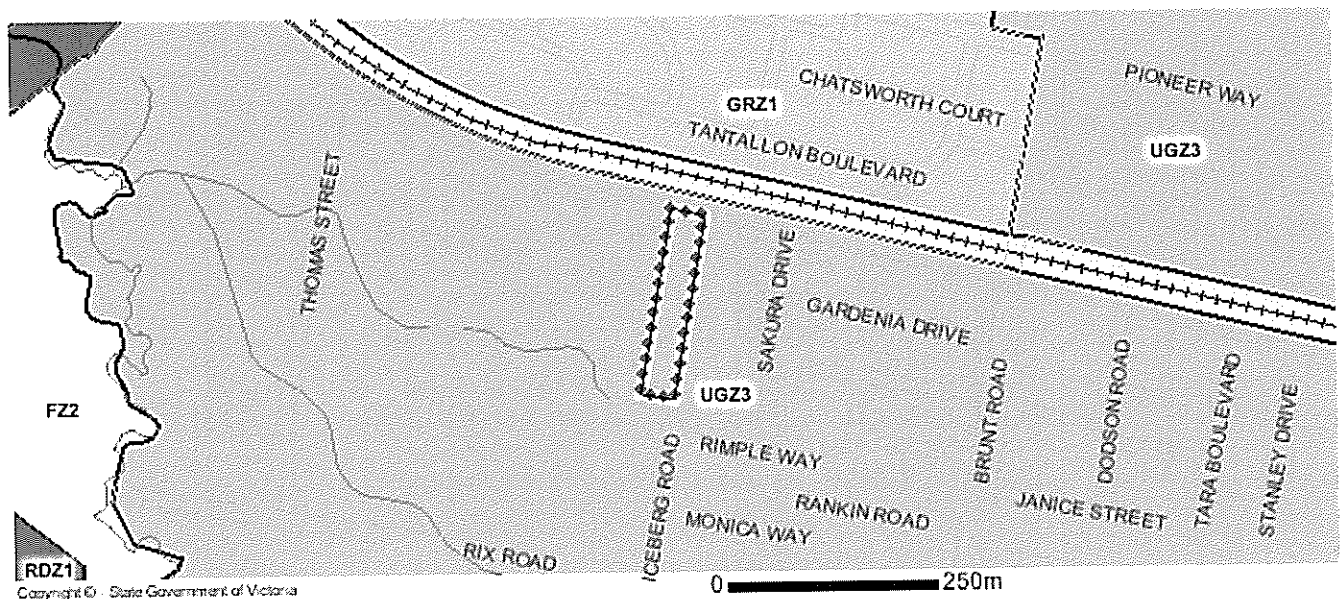 CHATSWORTH COURT
PIONEER WAY
GRZ1
TANTALLON BOULEVARD
UGZ3
THOMAS STREET
SAKURA DRIVE
GARDENIA DRIVE
FZ2
UGZ3
BRUNT ROAD
DODSON ROAD
TARA BOULEVARD
STANLEY DRIVE
ICEBERG ROAD
RIMPLE WAY
RANKIN ROAD
JANICE STREET
MONICA WAY
RIX ROAD
RDZ1
Copyright © - State Government of Victoria
0 250m